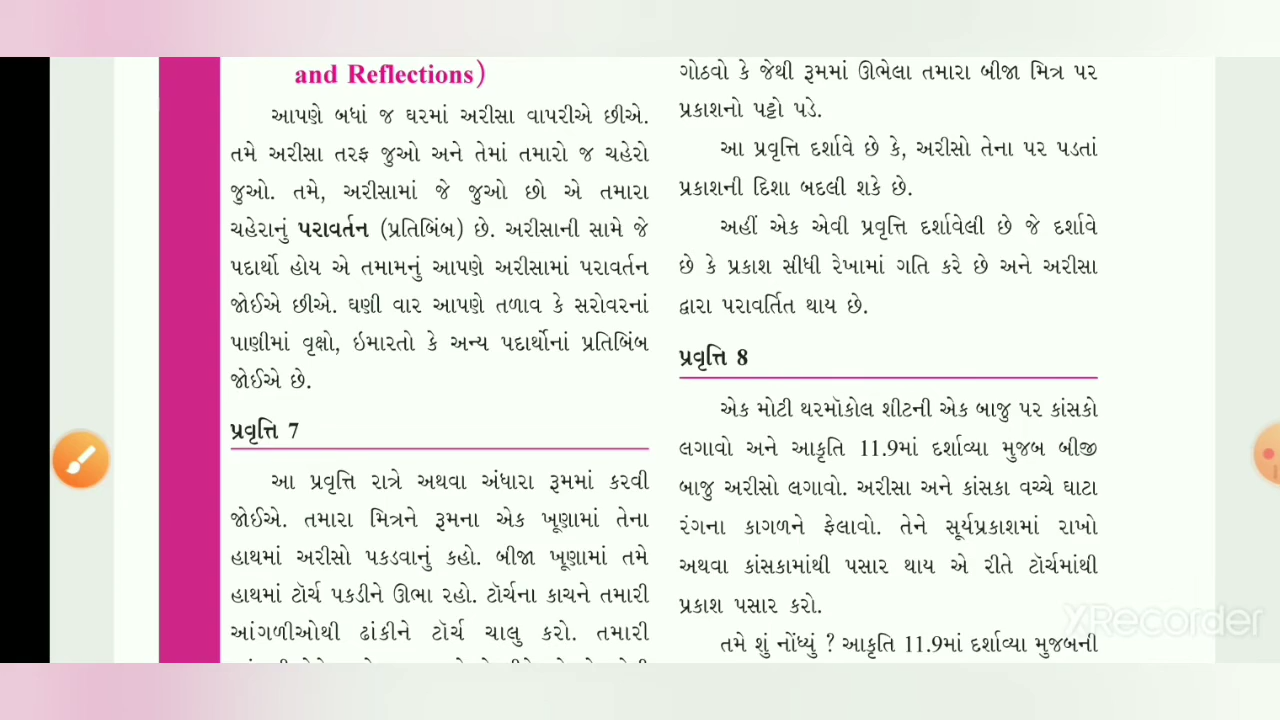 and Reflections)
આપણે બધાં જ ઘરમાં અરીસા વાપરીએ છીએ.
તમે અરીસા તરફ જુઓ અને તેમાં તમારો જ ચહેરો
જુઓ. તમે, અરીસામાં જે જુઓ છો એ તમારા
ચહેરાનું પરાવર્તન (પ્રતિબિંબ) છે. અરીસાની સામે જે
પદાર્થો હોય એ તમામનું આપણે અરીસામાં પરાવર્તન
જોઈએ છીએ. ઘણી વાર આપણે તળાવ કે સરોવરનાં
પાણીમાં વૃક્ષો, ઇમારતો કે અન્ય પદાર્થોનાં પ્રતિબિંબ
જોઈએ છે.
પ્રવૃત્તિ 7
આ પ્રવૃત્તિ રાત્રે અથવા અંધારા રૂમમાં કરવી
જોઈએ. તમારા મિત્રને રૂમના એક ખૂણામાં તેના
હાથમાં અરીસો પકડવાનું કહો. બીજા ખૂણામાં તમે
હાથમાં ટૉર્ચ પકડીને ઊભા રહો. ટૉર્ચના કાચને તમારી
આંગળીઓથી ઢાંકીને ટૉર્ચ ચાલુ કરો. તમારી
ગોઠવો કે જેથી રૂમમાં ઊભેલા તમારા બીજા મિત્ર પર
પ્રકાશનો પટ્ટો પડે.
આ પ્રવૃત્તિ દર્શાવે છે કે, અરીસો તેના પર પડતાં
પ્રકાશની દિશા બદલી શકે છે.
અહીં એક એવી પ્રવૃત્તિ દર્શાવેલી છે જે દર્શાવે
છે કે પ્રકાશ સીધી રેખામાં ગતિ કરે છે અને અરીસા
દ્વારા પરાવર્તિત થાય છે.
પ્રવૃત્તિ 8
એક મોટી થરમૉકોલ શીટની એક બાજુ પર કાંસકો
લગાવો અને આકૃતિ 11.9માં દર્શાવ્યા મુજબ બીજી
બાજુ અરીસો લગાવો. અરીસા અને કાંસકા વચ્ચે ઘાટા
રંગના કાગળને ફેલાવો. તેને સૂર્યપ્રકાશમાં રાખો
અથવા કાંસકામાંથી પસાર થાય એ રીતે ટૉર્ચમાંથી
પ્રકાશ પસાર કરો.
તમે શું નોંધ્યું ? આકૃતિ 11.9માં દર્શાવ્યા મુજબની
XRecorder